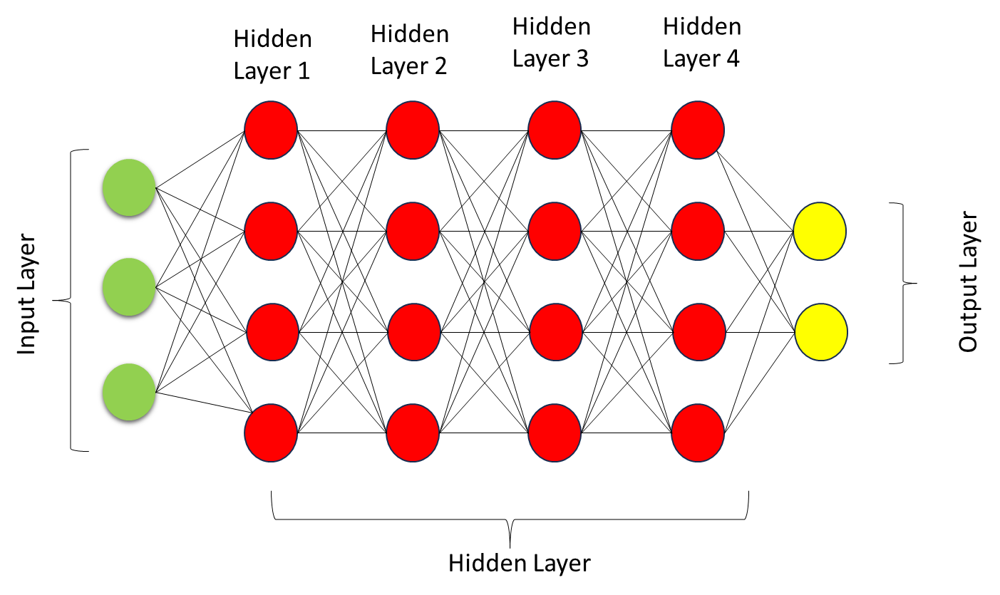 Hidden
Layer 1
Hidden
Layer 2
Hidden
Layer 3
Hidden
Layer 4
Input Layer
Output Layer
Hidden Layer